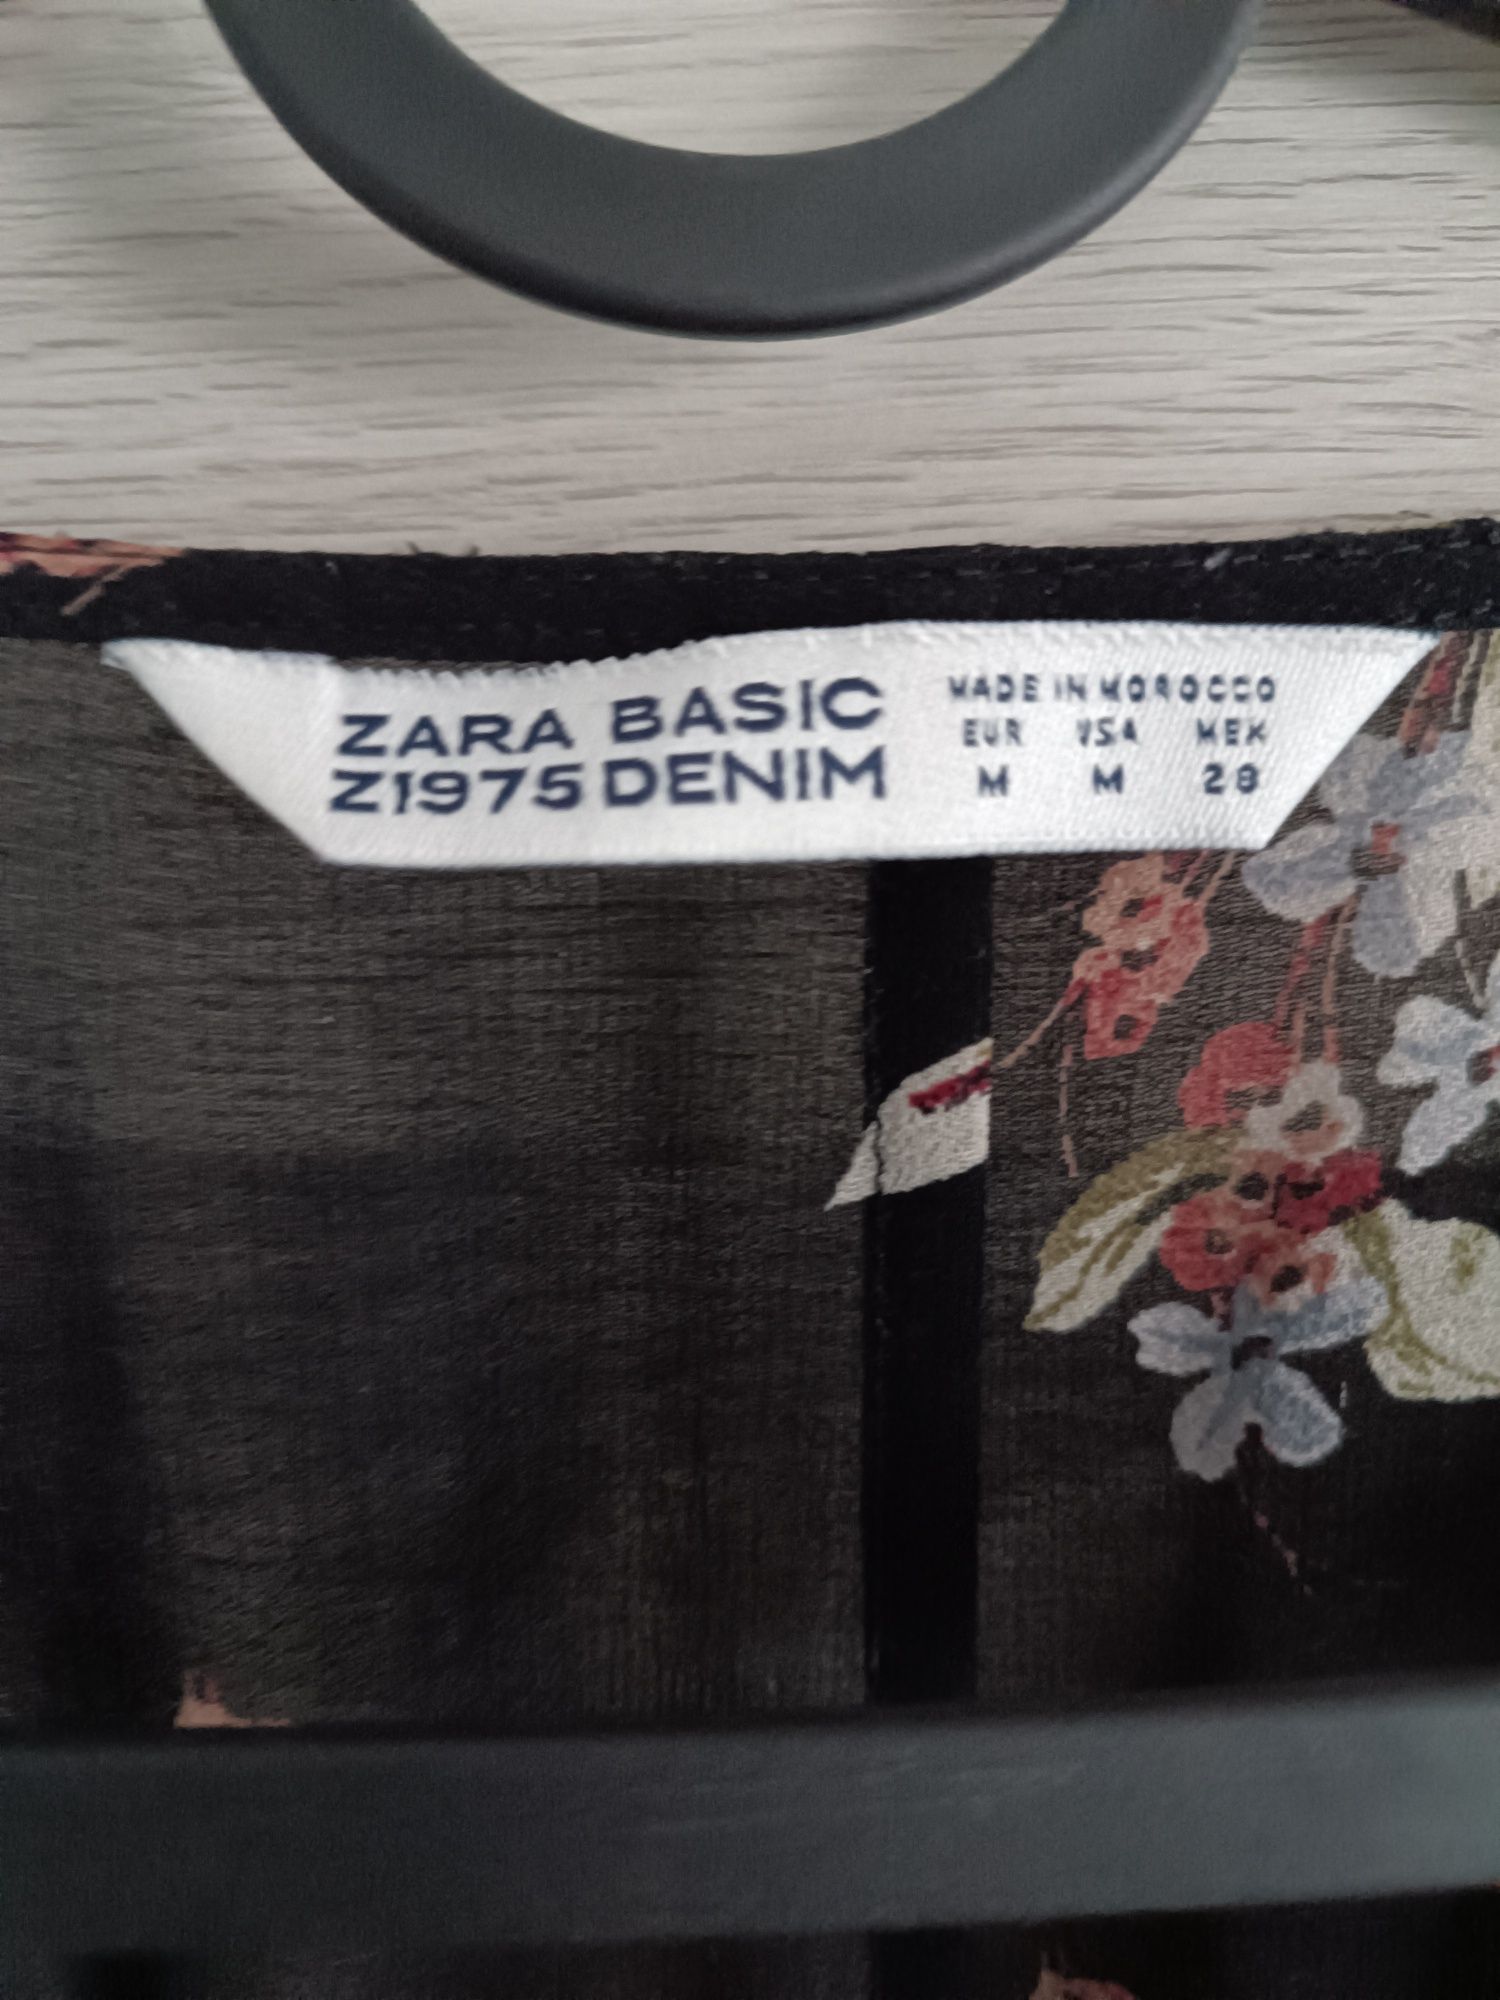 ZARA BASIC
Z1975 DENIM
MADE IN MOROCCO
EUR USA MEX
M M 28